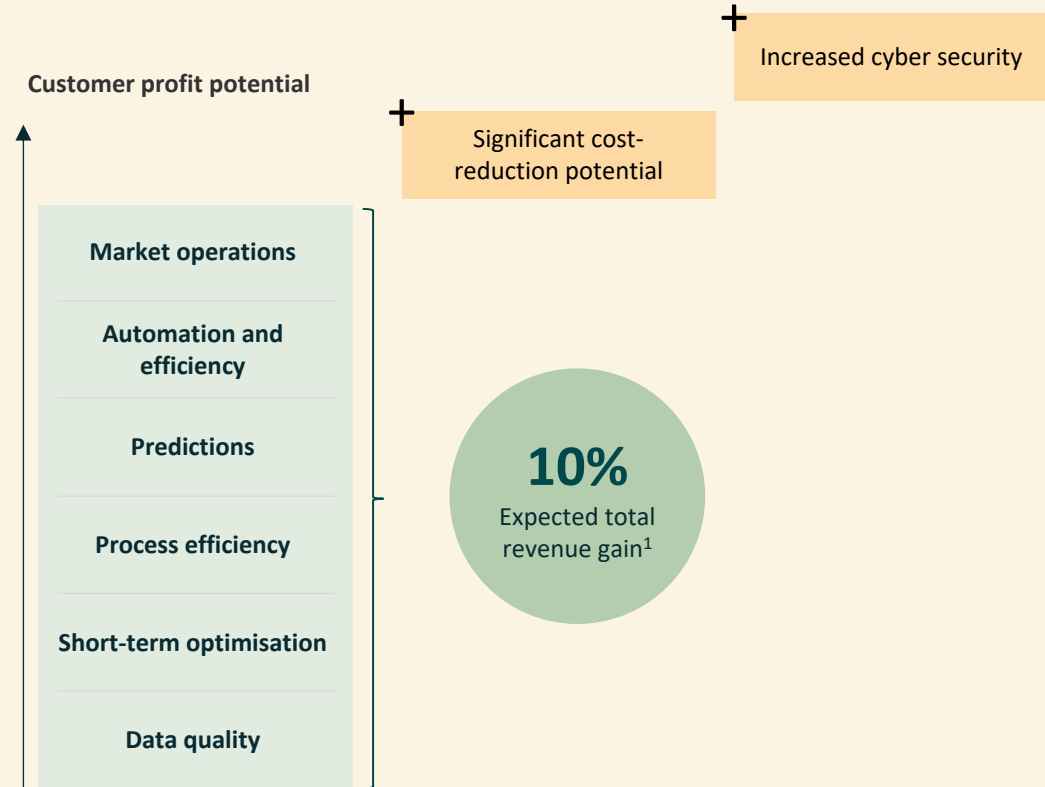 Increased cyber security
Customer profit potential
Significant cost-
reduction potential
Market operations
Automation and
efficiency
Predictions
Process efficiency
Short-term optimisation
Data quality
10%
Expected total
revenue gain¹